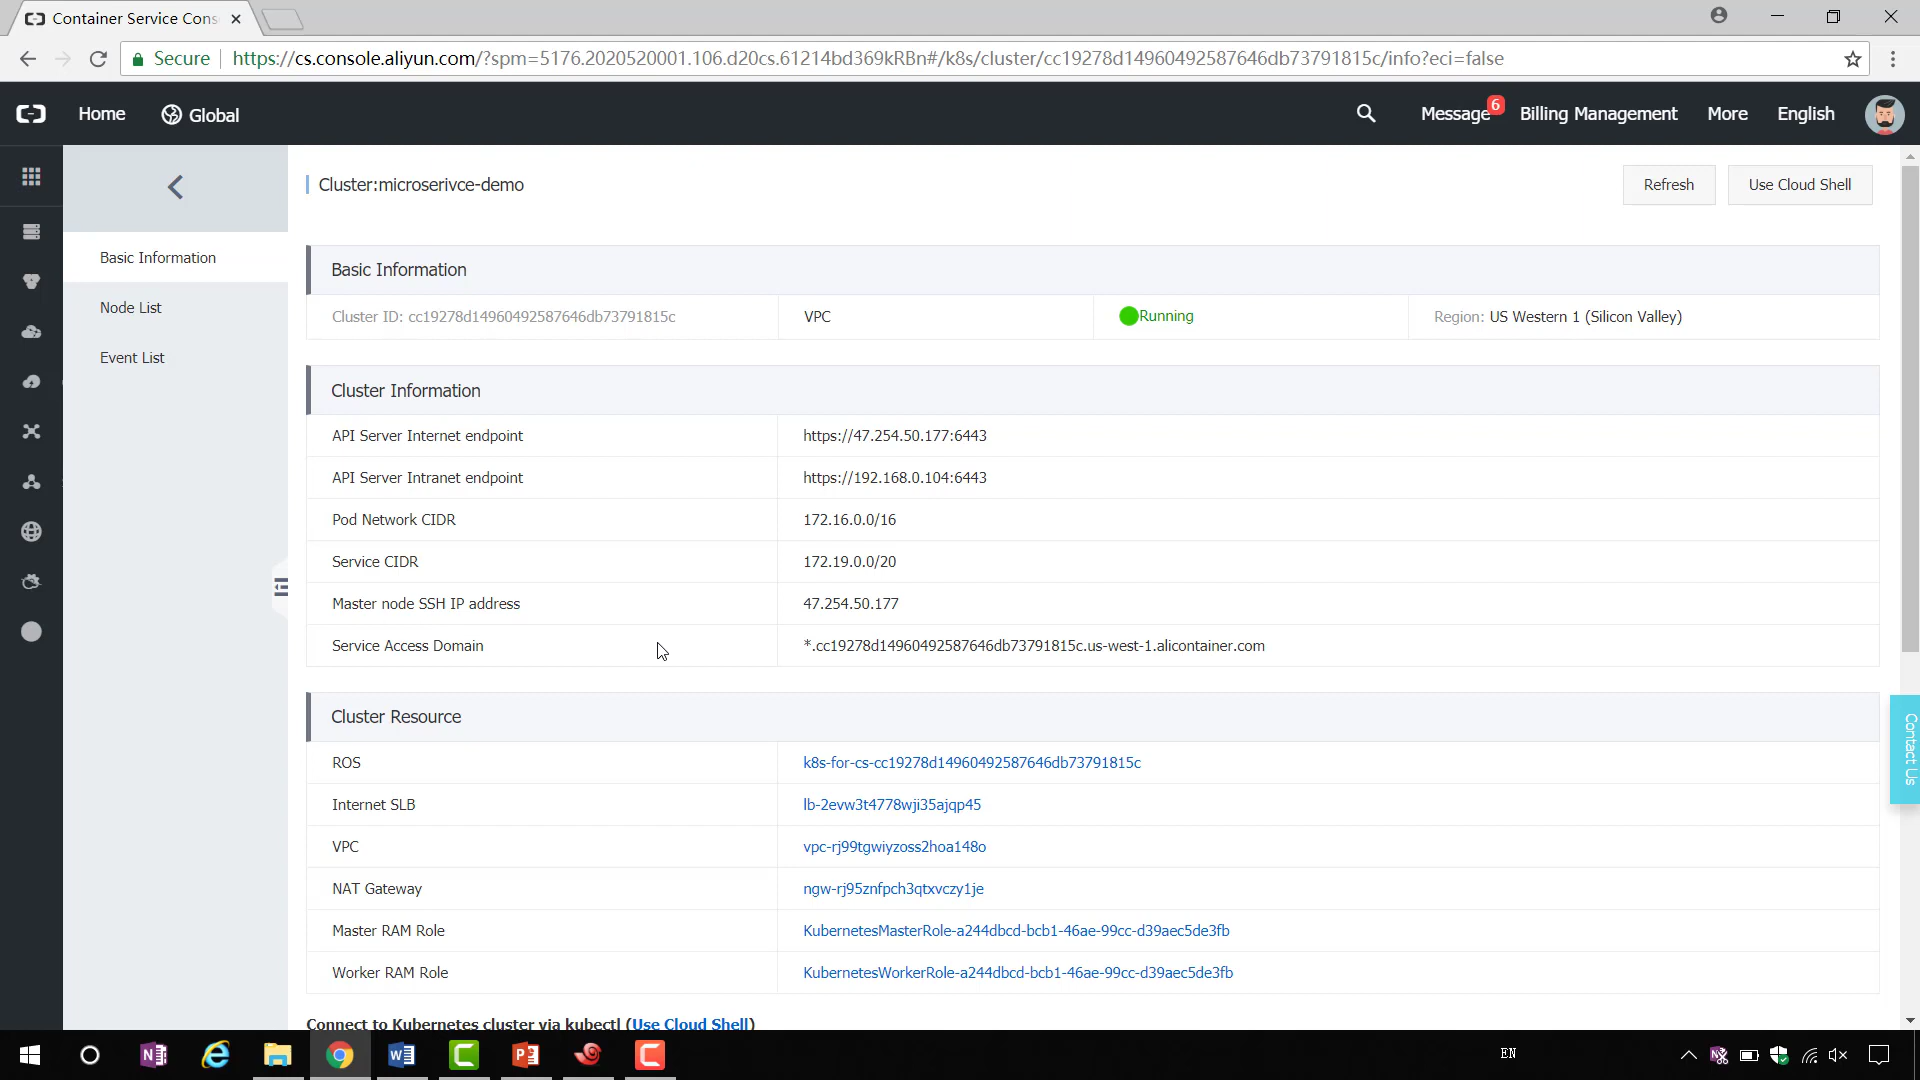 Container Service Cons
Secure
https://cs.console.aliyun.com/?spm=5176.2020520001.106.d20cs.61214bd369kRBn#/k8s/cluster/cc19278d14960492587646db73791815c/info?eci=false
Home
Global
Message 6
Billing Management
More
English
Cluster:microserivce-demo
Refresh
Use Cloud Shell
Basic Information
Node List
Event List
Basic Information
Cluster ID: cc19278d14960492587646db73791815c
VPC
Running
Region: US Western 1 (Silicon Valley)
Cluster Information
API Server Internet endpoint
https://47.254.50.177:6443
API Server Intranet endpoint
https://192.168.0.104:6443
Pod Network CIDR
172.16.0.0/16
Service CIDR
172.19.0.0/20
Master node SSH IP address
47.254.50.177
Service Access Domain
*.cc19278d14960492587646db73791815c.us-west-1.alicontainer.com
Cluster Resource
ROS
k8s-for-cs-cc19278d14960492587646db73791815c
Internet SLB
lb-2evw3t4778wji35ajqp45
VPC
vpc-rj99tgwiyzoss2hoa148o
NAT Gateway
ngw-rj95znfpch3qtxvczy1je
Master RAM Role
KubernetesMasterRole-a244dbcd-bcb1-46ae-99cc-d39aec5de3fb
Worker RAM Role
KubernetesWorkerRole-a244dbcd-bcb1-46ae-99cc-d39aec5de3fb
Connect to Kubernetes cluster via kubectl (Use Cloud Shell)
Contact Us
EN